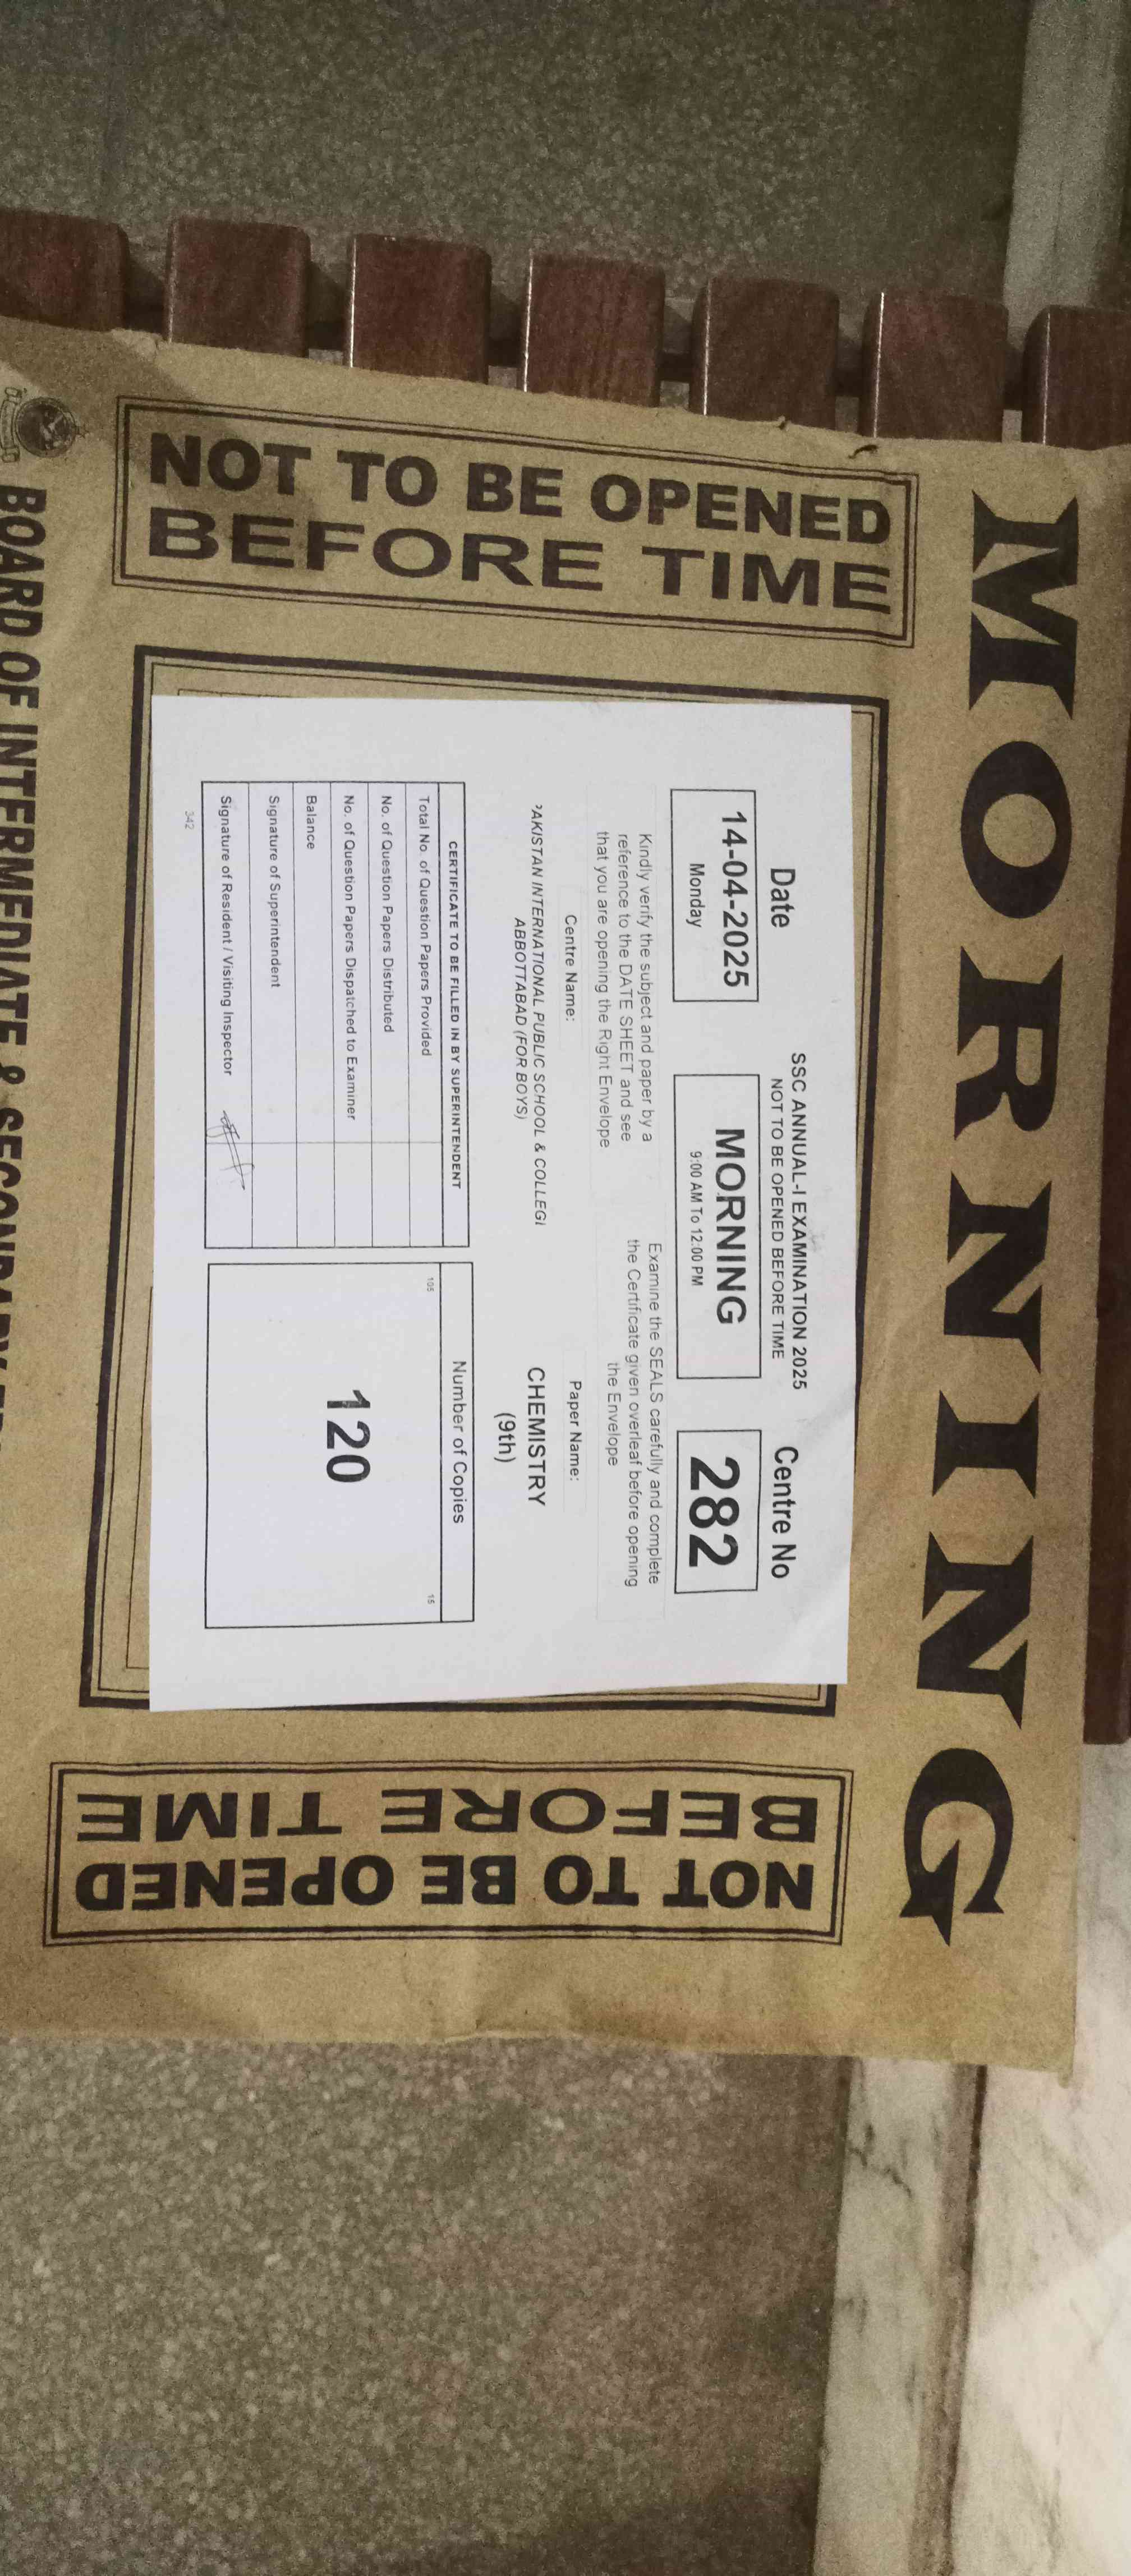 MORNING
NOT TO BE OPENED
BEFORE TIME
SSC ANNUAL-I EXAMINATION 2025
NOT TO BE OPENED BEFORE TIME
Date
Centre No
14-04-2025
Monday
MORNING
9:00 AM To 12:00 PM
282
Kindly verify the subject and paper by a
reference to the DATE SHEET and see
that you are opening the Right Envelope
Examine the SEALS carefully and complete
the Certificate given overleaf before opening
the Envelope
Centre Name:
Paper Name:
PAKISTAN INTERNATIONAL PUBLIC SCHOOL & COLLEGE
ABBOTTABAD (FOR BOYS)
CHEMISTRY
(9th)
CERTIFICATE TO BE FILLED IN BY SUPERINTENDENT
Total No. of Question Papers Provided
No. of Question Papers Distributed
No. of Question Papers Dispatched to Examiner
Balance
Signature of Superintendent
Signature of Resident / Visiting Inspector
Number of Copies
105
15
120
342
NOT TO BE OPENED
BEFORE TIME
BOARD OF INTERMEDIATE & SECONDARY